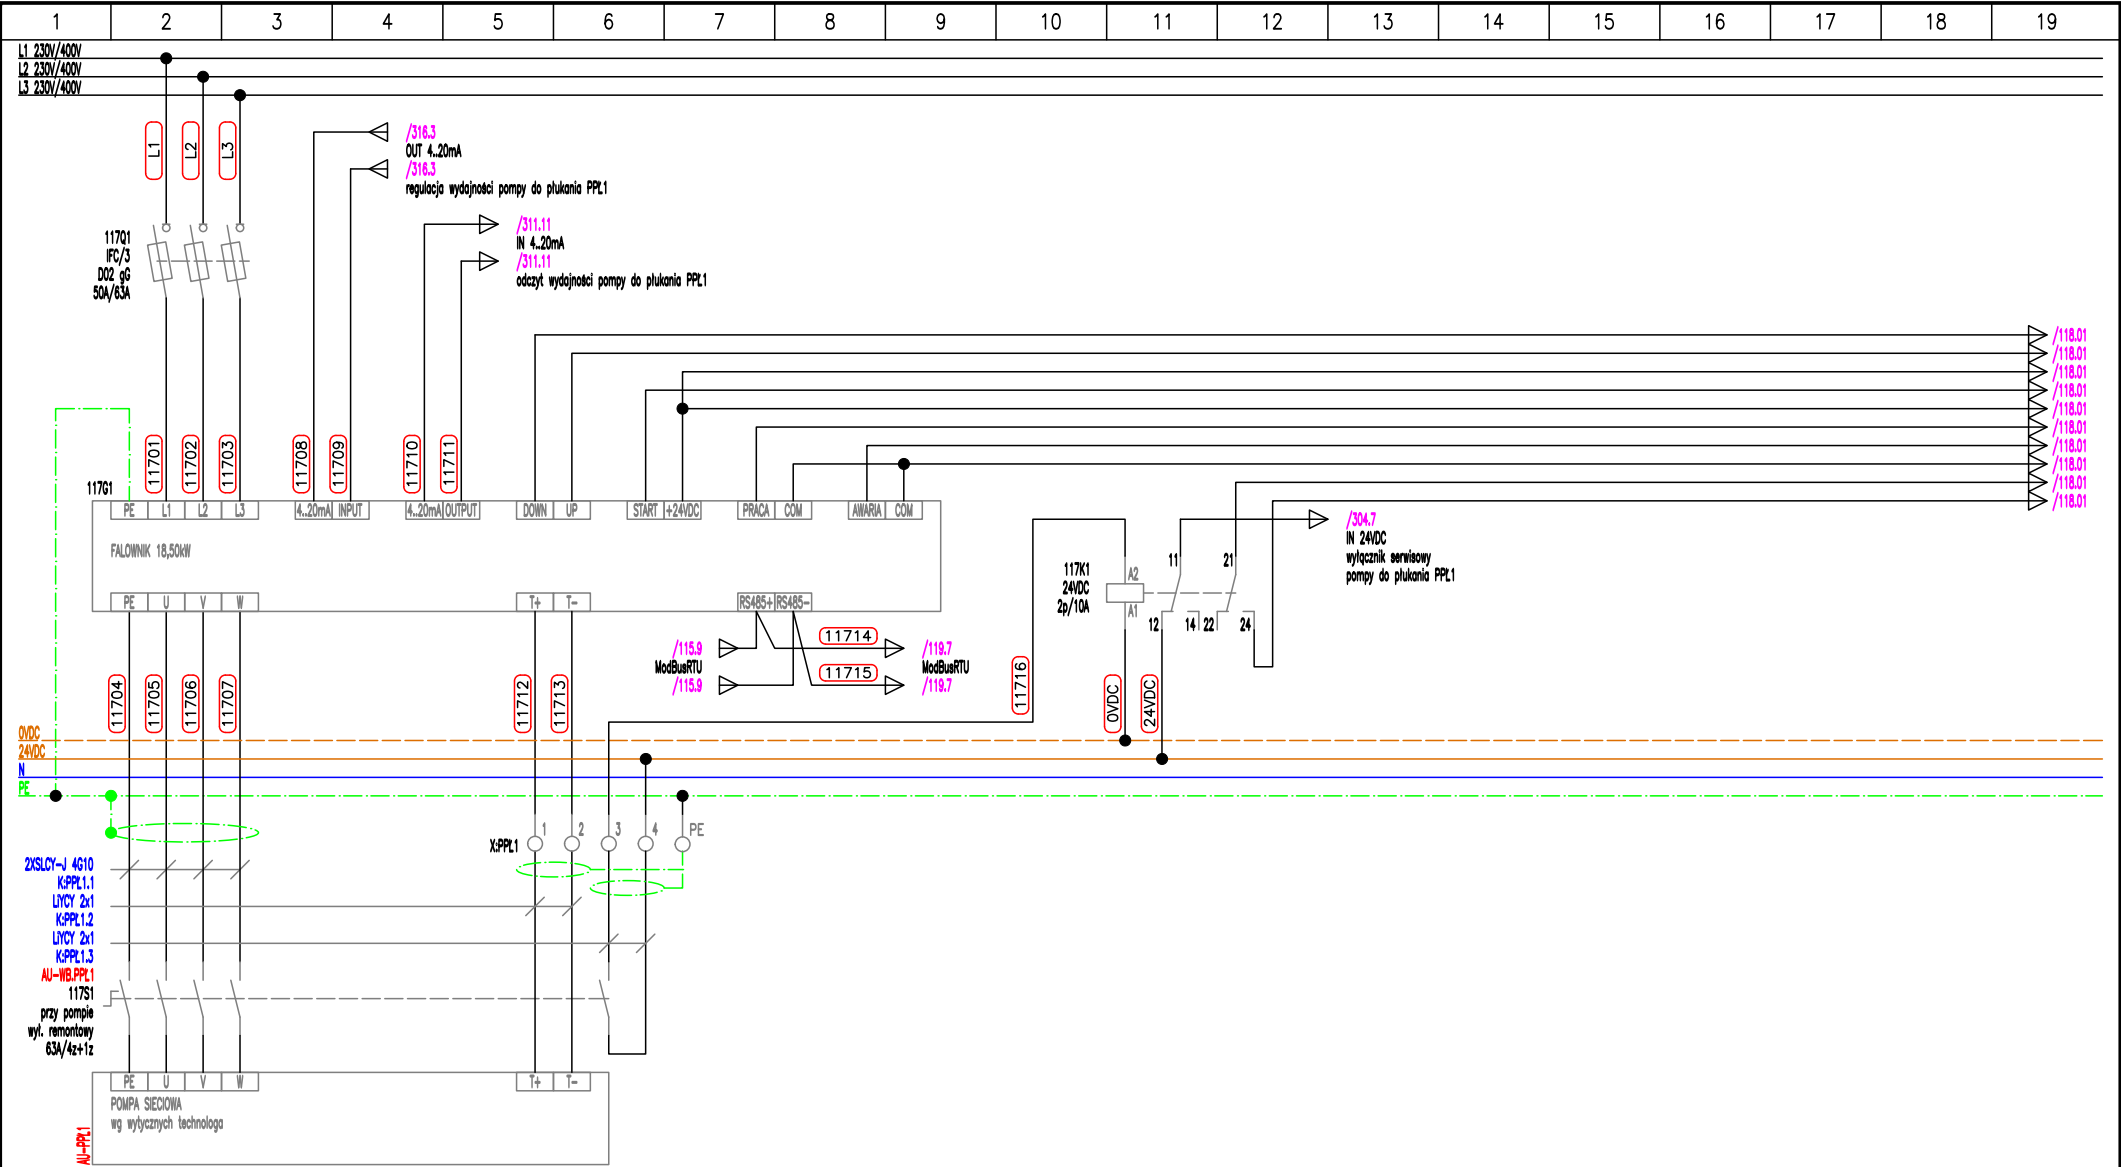 1 2 3 4 5 6 7 8 9 10 11 12 13 14 15 16 17 18 19
L1 230V/400V
L2 230V/400V
L3 230V/400V
L1 L2 L3
/316.3
OUT 4..20mA
/316.3
regulacja wydajności pompy do płukania PPŁ1
/311.11
IN 4..20mA
/311.11
odczyt wydajności pompy do płukania PPŁ1
117Q1
IFC/3
D02 gG
50A/63A
/118.01
/118.01
/118.01
/118.01
/118.01
/118.01
/118.01
/118.01
/118.01
/118.01
11701 11702 11703 11708 11709 11710 11711
117G1
PE L1 L2 L3 4..20mA INPUT 4..20mA OUTPUT DOWN UP START +24VDC PRACA COM AWARIA COM
FALOWNIK 18,50kW
PE U V W T+ T- RS485+ RS485-
/304.7
IN 24VDC
wyłącznik serwisowy
pompy do płukania PPŁ1
117K1
24VDC
2p/10A
A2
A1
11 21
12 14 22 24
/115.9
ModBusRTU
/115.9
11714
11715
/119.7
ModBusRTU
/119.7
11704 11705 11706 11707 11712 11713 11716 0VDC 24VDC
0VDC
24VDC
N
PE
X:PPŁ1 1 2 3 4 PE
2XSLCY-J 4G10
K:PPŁ1.1
LiYCY 2x1
K:PPŁ1.2
LiYCY 2x1
K:PPŁ1.3
AU-WB.PPŁ1
117S1
przy pompie
wył. remontowy
63A/4z+1z
PE U V W T+ T-
POMPA SIECIOWA
wg wytycznych technologa
AU-PPŁ1